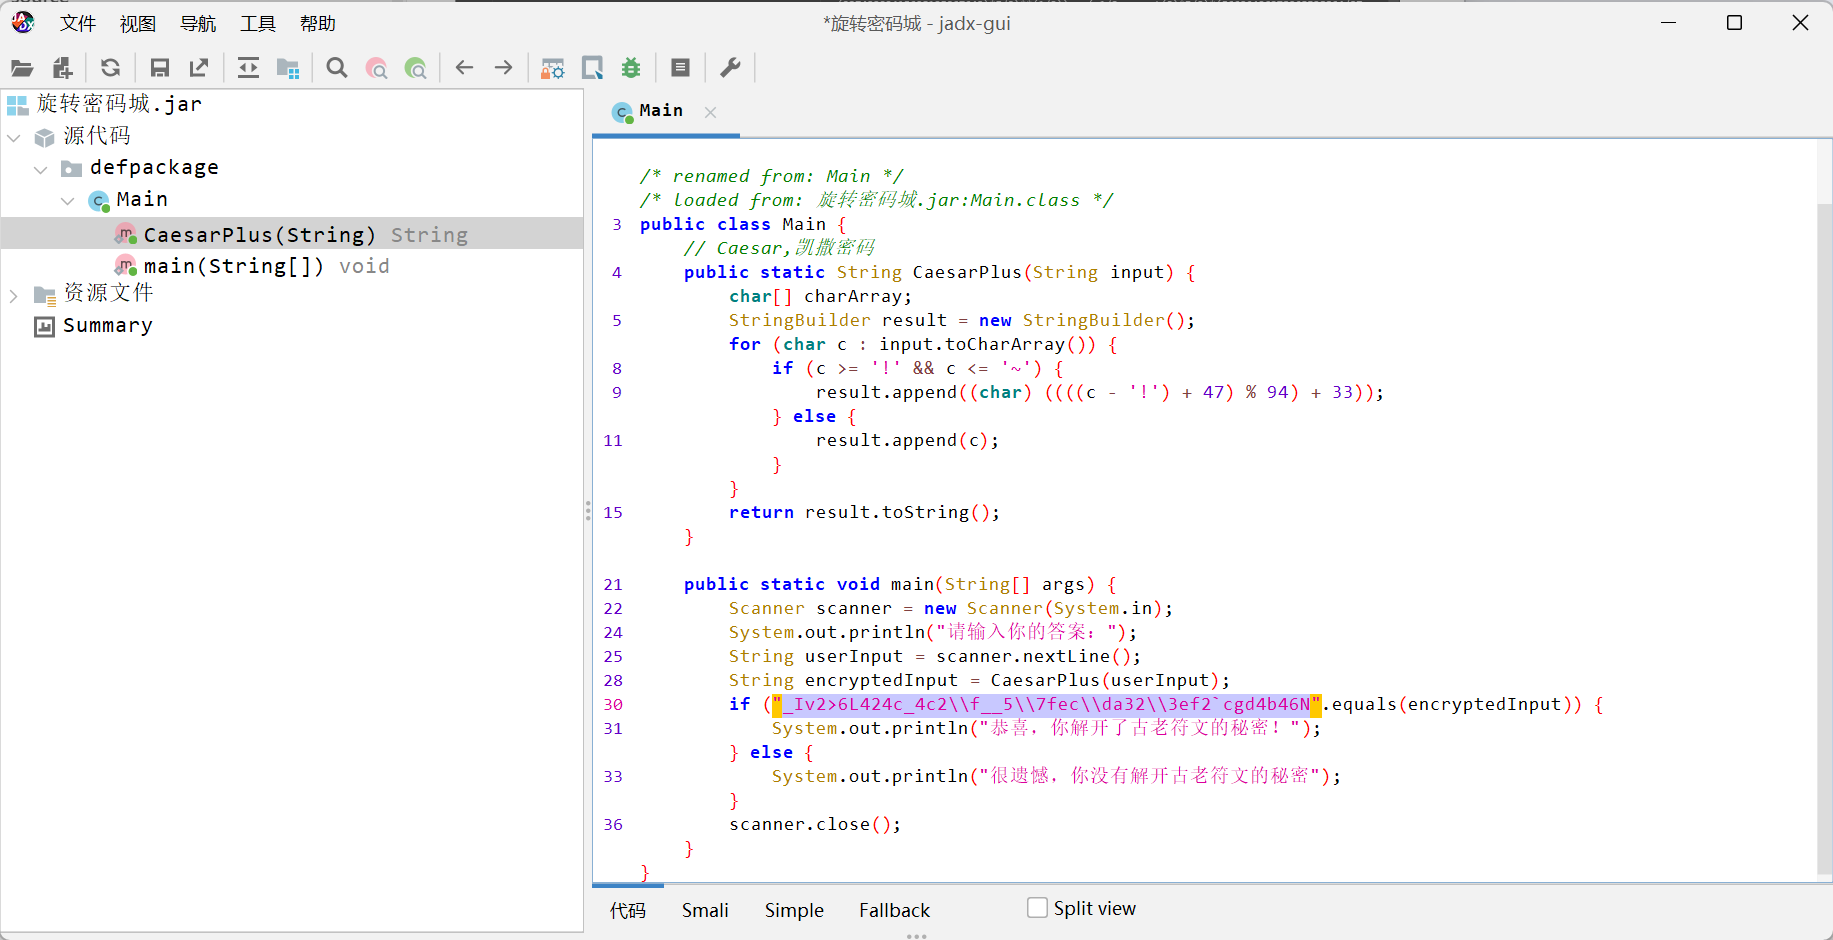 文件 视图 导航 工具 帮助 *旋转密码城 - jadx-gui
旋转密码城.jar
源代码
defpackage
Main
CaesarPlus(String) String
main(String[]) void
资源文件
Summary
Main
/* renamed from: Main */
/* loaded from: 旋转密码城.jar:Main.class */
3 public class Main {
// Caesar,凯撒密码
4 public static String CaesarPlus(String input) {
char[] charArray;
5 StringBuilder result = new StringBuilder();
for (char c : input.toCharArray()) {
8 if (c >= '!' && c <= '~') {
9 result.append((char) ((((c - '!') + 47) % 94) + 33));
} else {
11 result.append(c);
}
}
15 return result.toString();
}
21 public static void main(String[] args) {
22 Scanner scanner = new Scanner(System.in);
24 System.out.println("请输入你的答案: ");
25 String userInput = scanner.nextLine();
28 String encryptedInput = CaesarPlus(userInput);
30 if ("_Iv2>6L424c_4c2\\f__5\\7fec\\da32\\3ef2`cgd4b46N".equals(encryptedInput)) {
31 System.out.println("恭喜, 你解开了古老符文的秘密! ");
} else {
33 System.out.println("很遗憾, 你没有解开古老符文的秘密");
}
36 scanner.close();
}
}
代码 Smali Simple Fallback Split view